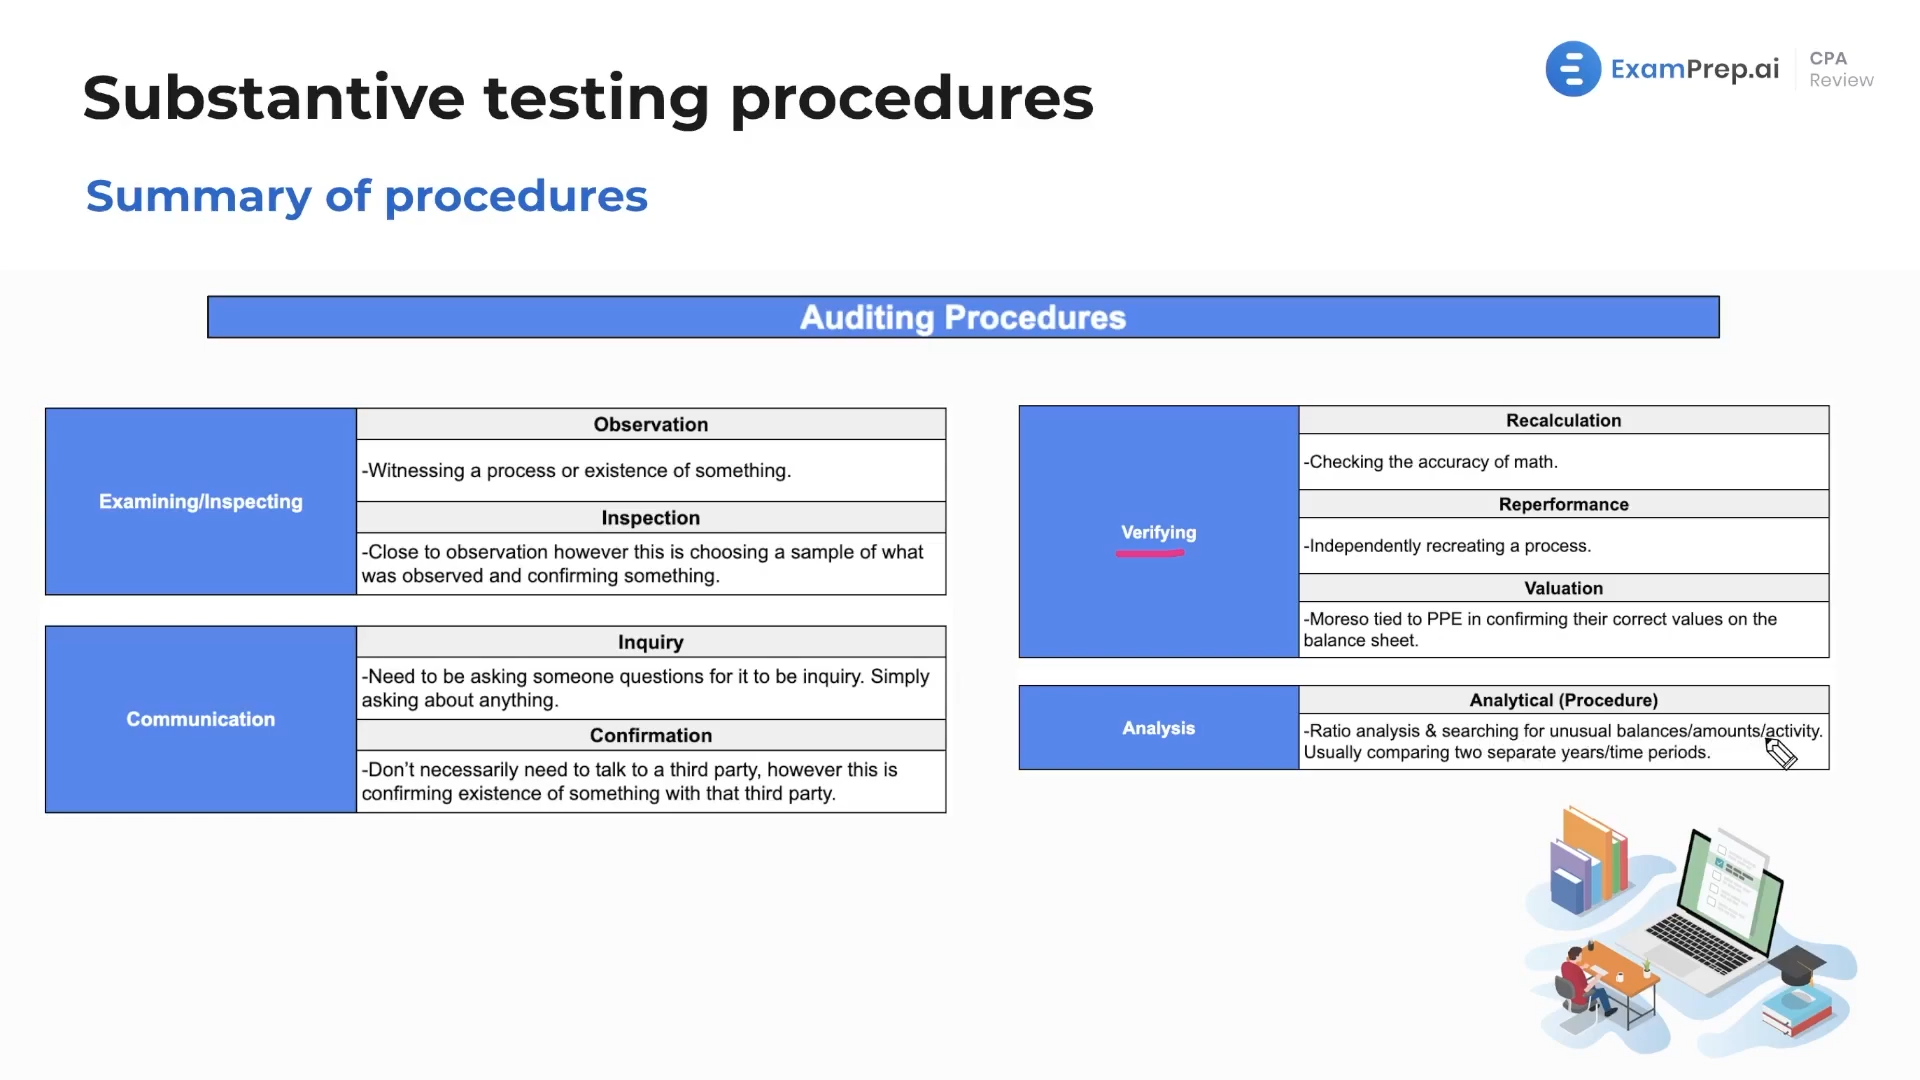 Substantive testing procedures
ExamPrep.ai
CPA
Review
Summary of procedures
Auditing Procedures
Examining/Inspecting
Observation
-Witnessing a process or existence of something.
Inspection
-Close to observation however this is choosing a sample of what
was observed and confirming something.
Communication
Inquiry
-Need to be asking someone questions for it to be inquiry. Simply
asking about anything.
Confirmation
-Don’t necessarily need to talk to a third party, however this is
confirming existence of something with that third party.
Verifying
Recalculation
-Checking the accuracy of math.
Reperformance
-Independently recreating a process.
Valuation
-Moreso tied to PPE in confirming their correct values on the
balance sheet.
Analysis
Analytical (Procedure)
-Ratio analysis & searching for unusual balances/amounts/activity.
Usually comparing two separate years/time periods.